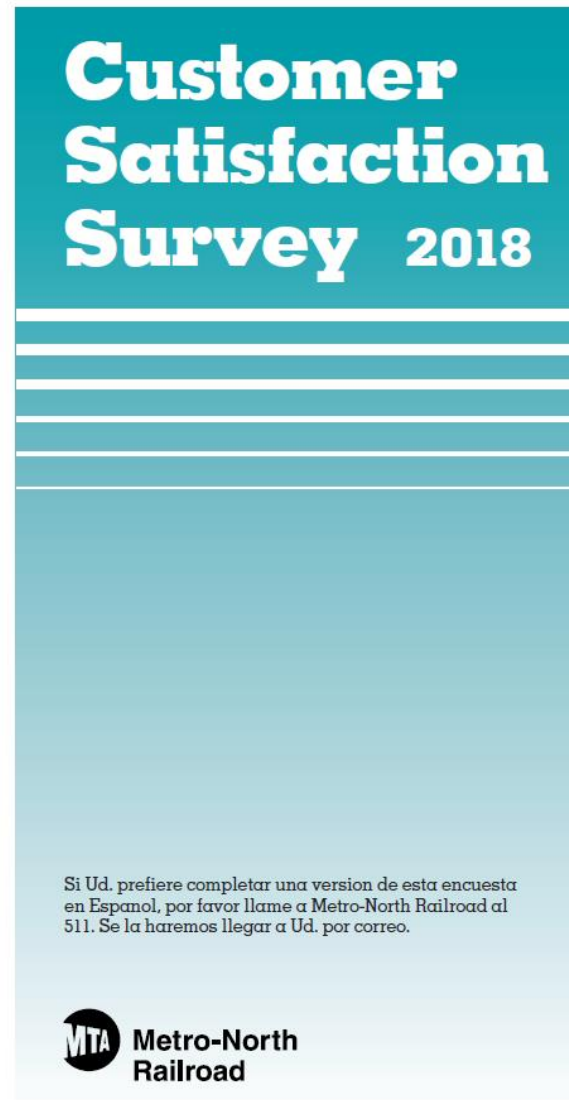 Customer
Satisfaction
Survey 2018
Si Ud. prefiere completar una version de esta encuesta
en Espanol, por favor llame a Metro-North Railroad al
511. Se la haremos llegar a Ud. por correo.
MTA Metro-North
Railroad